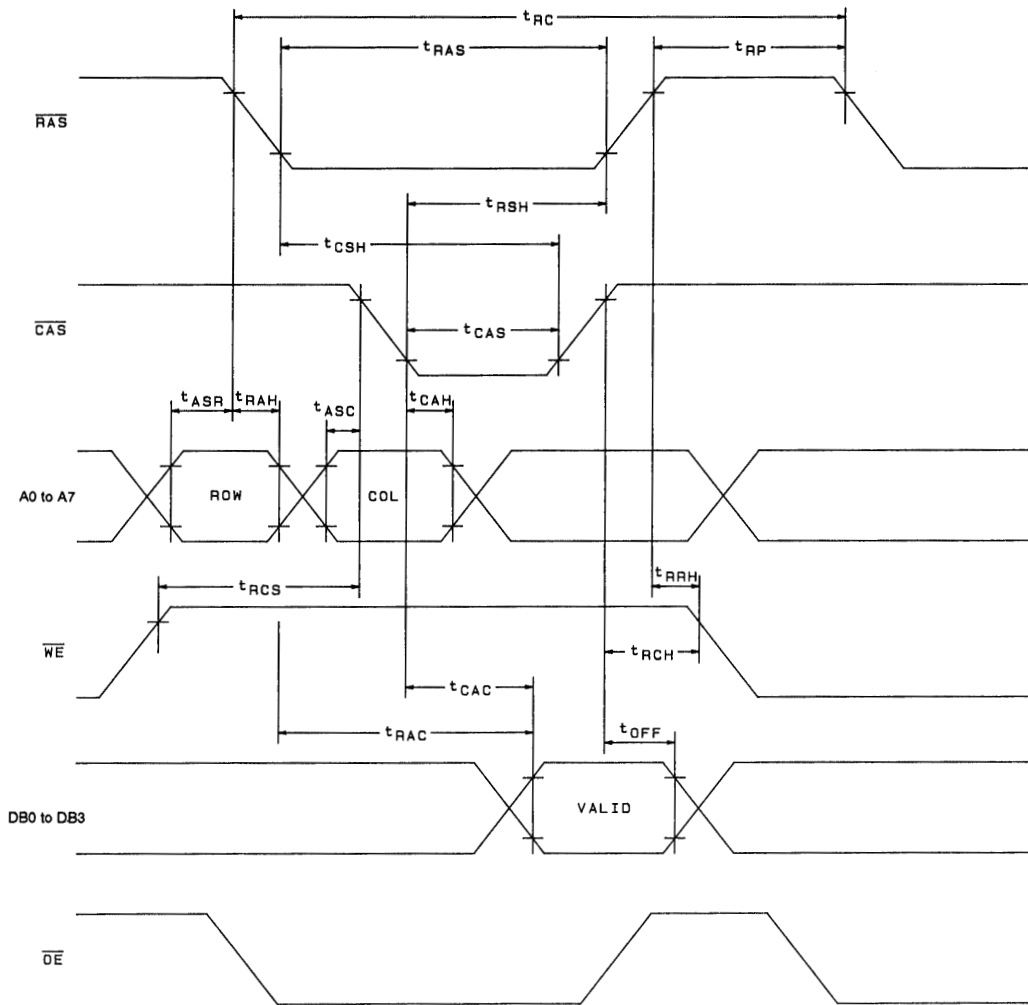 tRC
tRAS
tRP
RAS
tRSH
tCSH
CAS
tCAS
tASR
tRAH
tASC
tCAH
A0 to A7
ROW
COL
tRCS
tRRH
WE
tRCH
tCAC
tRAC
tOFF
DB0 to DB3
VALID
OE